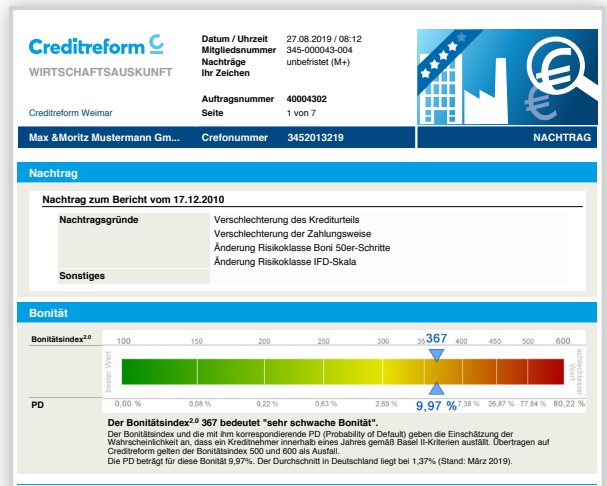 Creditreform C
WIRTSCHAFTSAUSKUNFT
Creditreform Weimar
Datum / Uhrzeit 27.08.2019 / 08:12
Mitgliedsnummer 345-000043-004
Nachträge unbefristet (M+)
Ihr Zeichen
Auftragsnummer 40004302
Seite 1 von 7
€
€
Max &Moritz Mustermann Gm... Crefonummer 3452013219 NACHTRAG
Nachtrag
Nachtrag zum Bericht vom 17.12.2010
Nachtragsgründe Verschlechterung des Krediturteils
Verschlechterung der Zahlungsweise
Änderung Risikoklasse Boni 50er-Schritte
Änderung Risikoklasse IFD-Skala
Sonstiges
Bonität
Bonitätsindex2.0 100 150 200 250 300 367 400 450 500 600
bester Wert
schlechtester Wert
PD 0,00 % 0,08 % 0,22 % 0,63 % 2,69 % 9,97 % 26,87 % 77,84 % 80,22 %
Der Bonitätsindex2.0 367 bedeutet "sehr schwache Bonität".
Der Bonitätsindex und die mit ihm korrespondierende PD (Probability of Default) geben die Einschätzung der
Wahrscheinlichkeit an, dass ein Kreditnehmer innerhalb eines Jahres gemäß Basel II-Kriterien ausfällt. Übertragen auf
Creditreform gelten der Bonitätsindex 500 und 600 als Ausfall.
Die PD beträgt für diese Bonität 9,97%. Der Durchschnitt in Deutschland liegt bei 1,37% (Stand: März 2019).